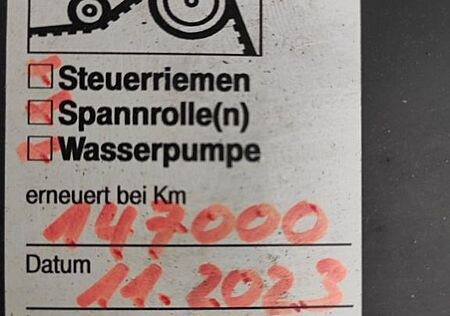 Steuerriemen
Spannrolle(n)
Wasserpumpe
erneuert bei Km
147000
Datum
11.2023